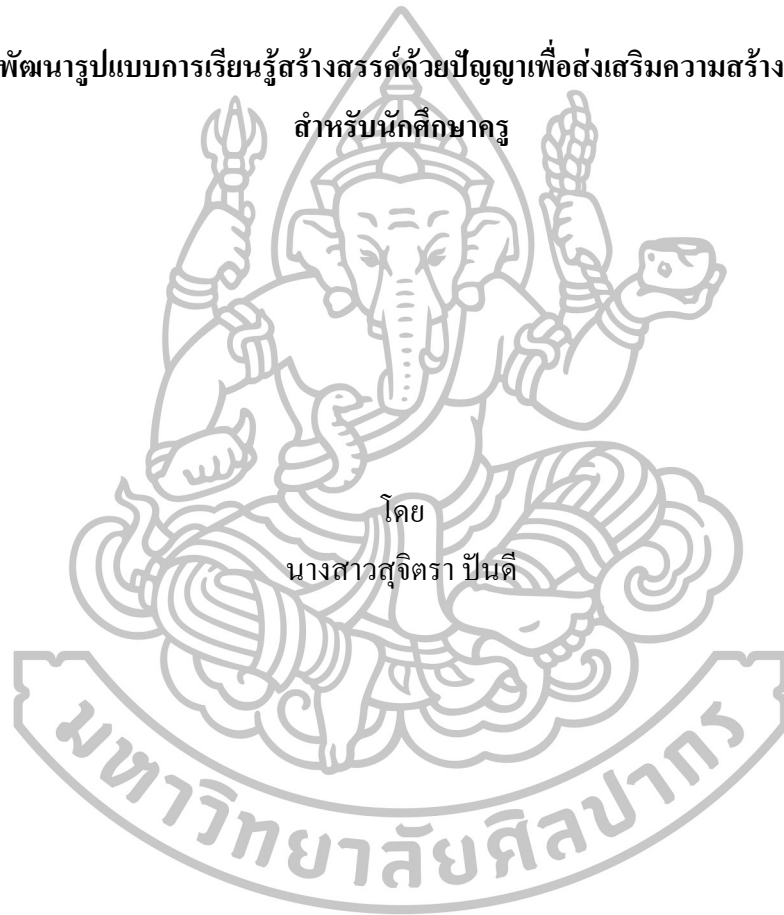 พัฒนารูปแบบการเรียนรู้สร้างสรรค์ด้วยปัญญาเพื่อส่งเสริมความสร้าง
สำหรับนักศึกษาครู
โดย
นางสาวสุจิตรา ปันดี
มหาวิทยาลัยศิลปากร